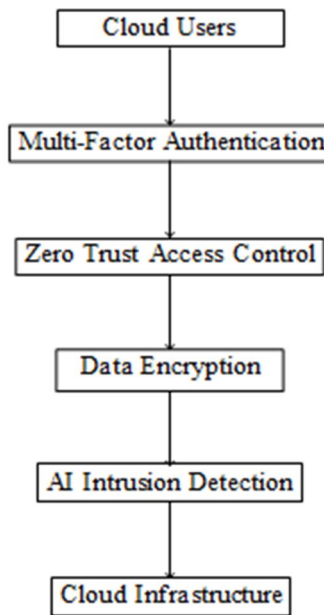 Cloud Users
Multi-Factor Authentication
Zero Trust Access Control
Data Encryption
AI Intrusion Detection
Cloud Infrastructure